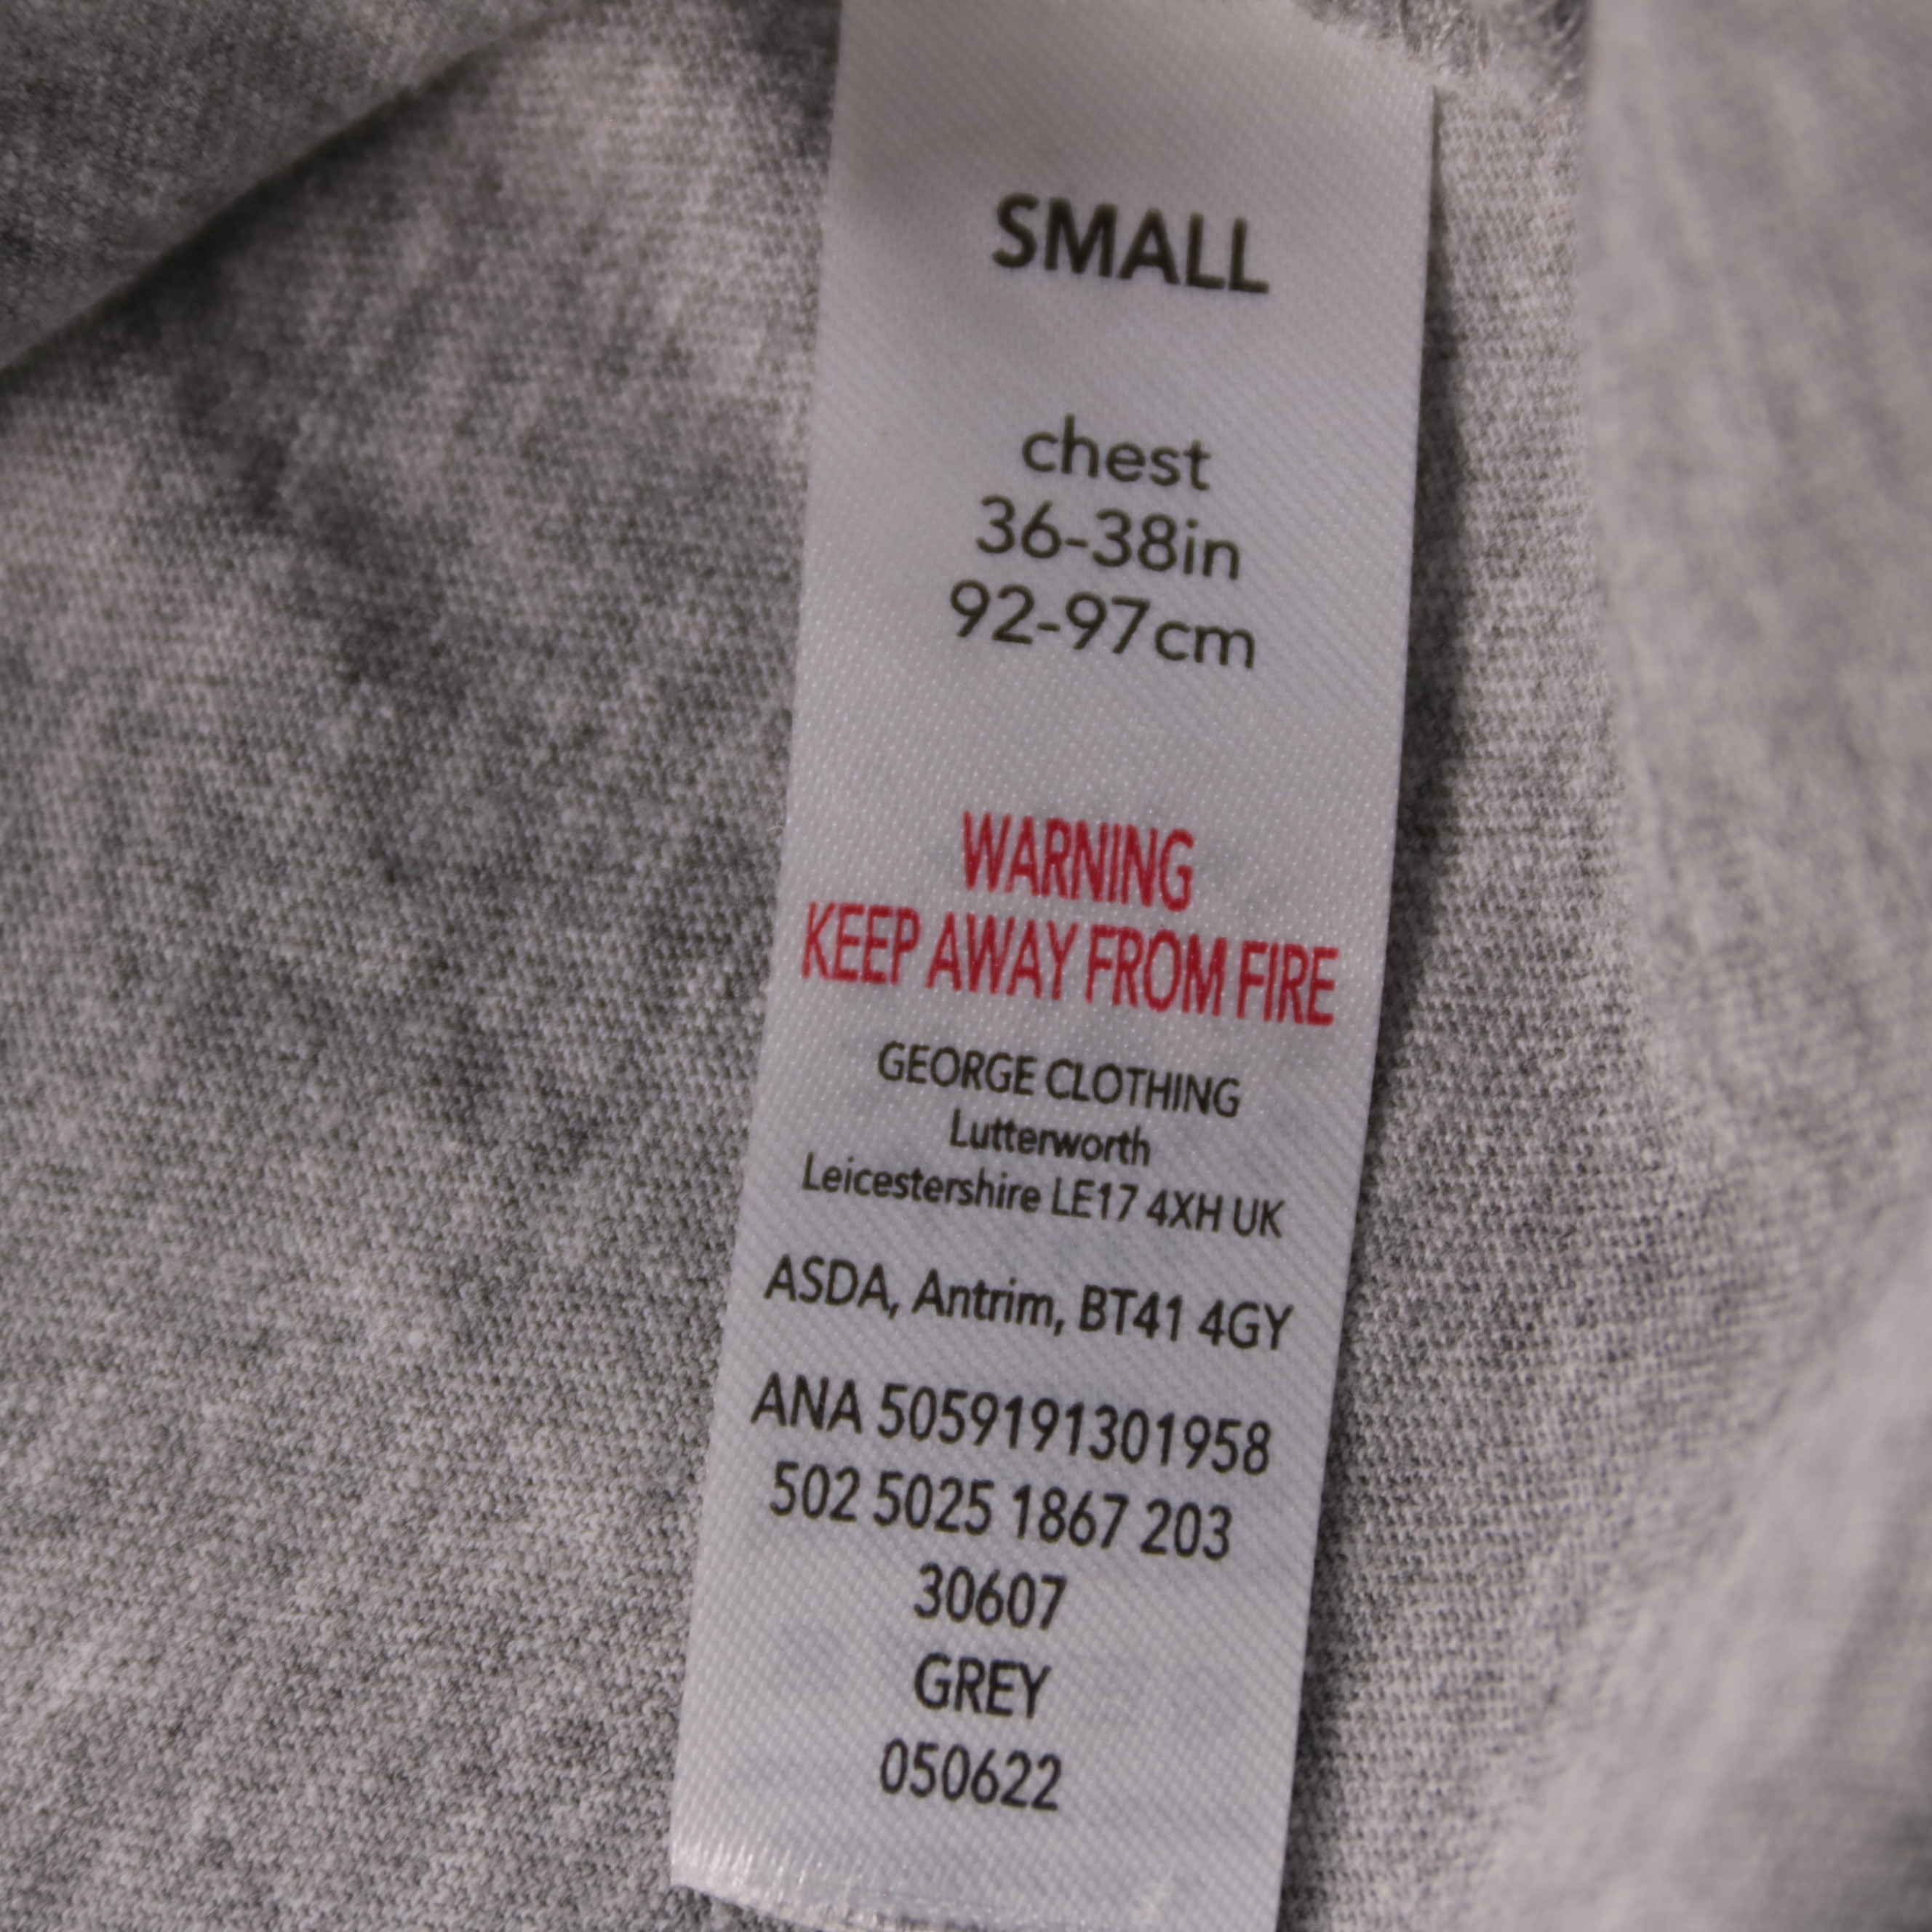 SMALL
chest
36-38in
92-97cm
WARNING
KEEP AWAY FROM FIRE
GEORGE CLOTHING
Lutterworth
Leicestershire LE17 4XH UK
ASDA, Antrim, BT41 4GY
ANA 5059191301958
502 5025 1867 203
30607
GREY
050622